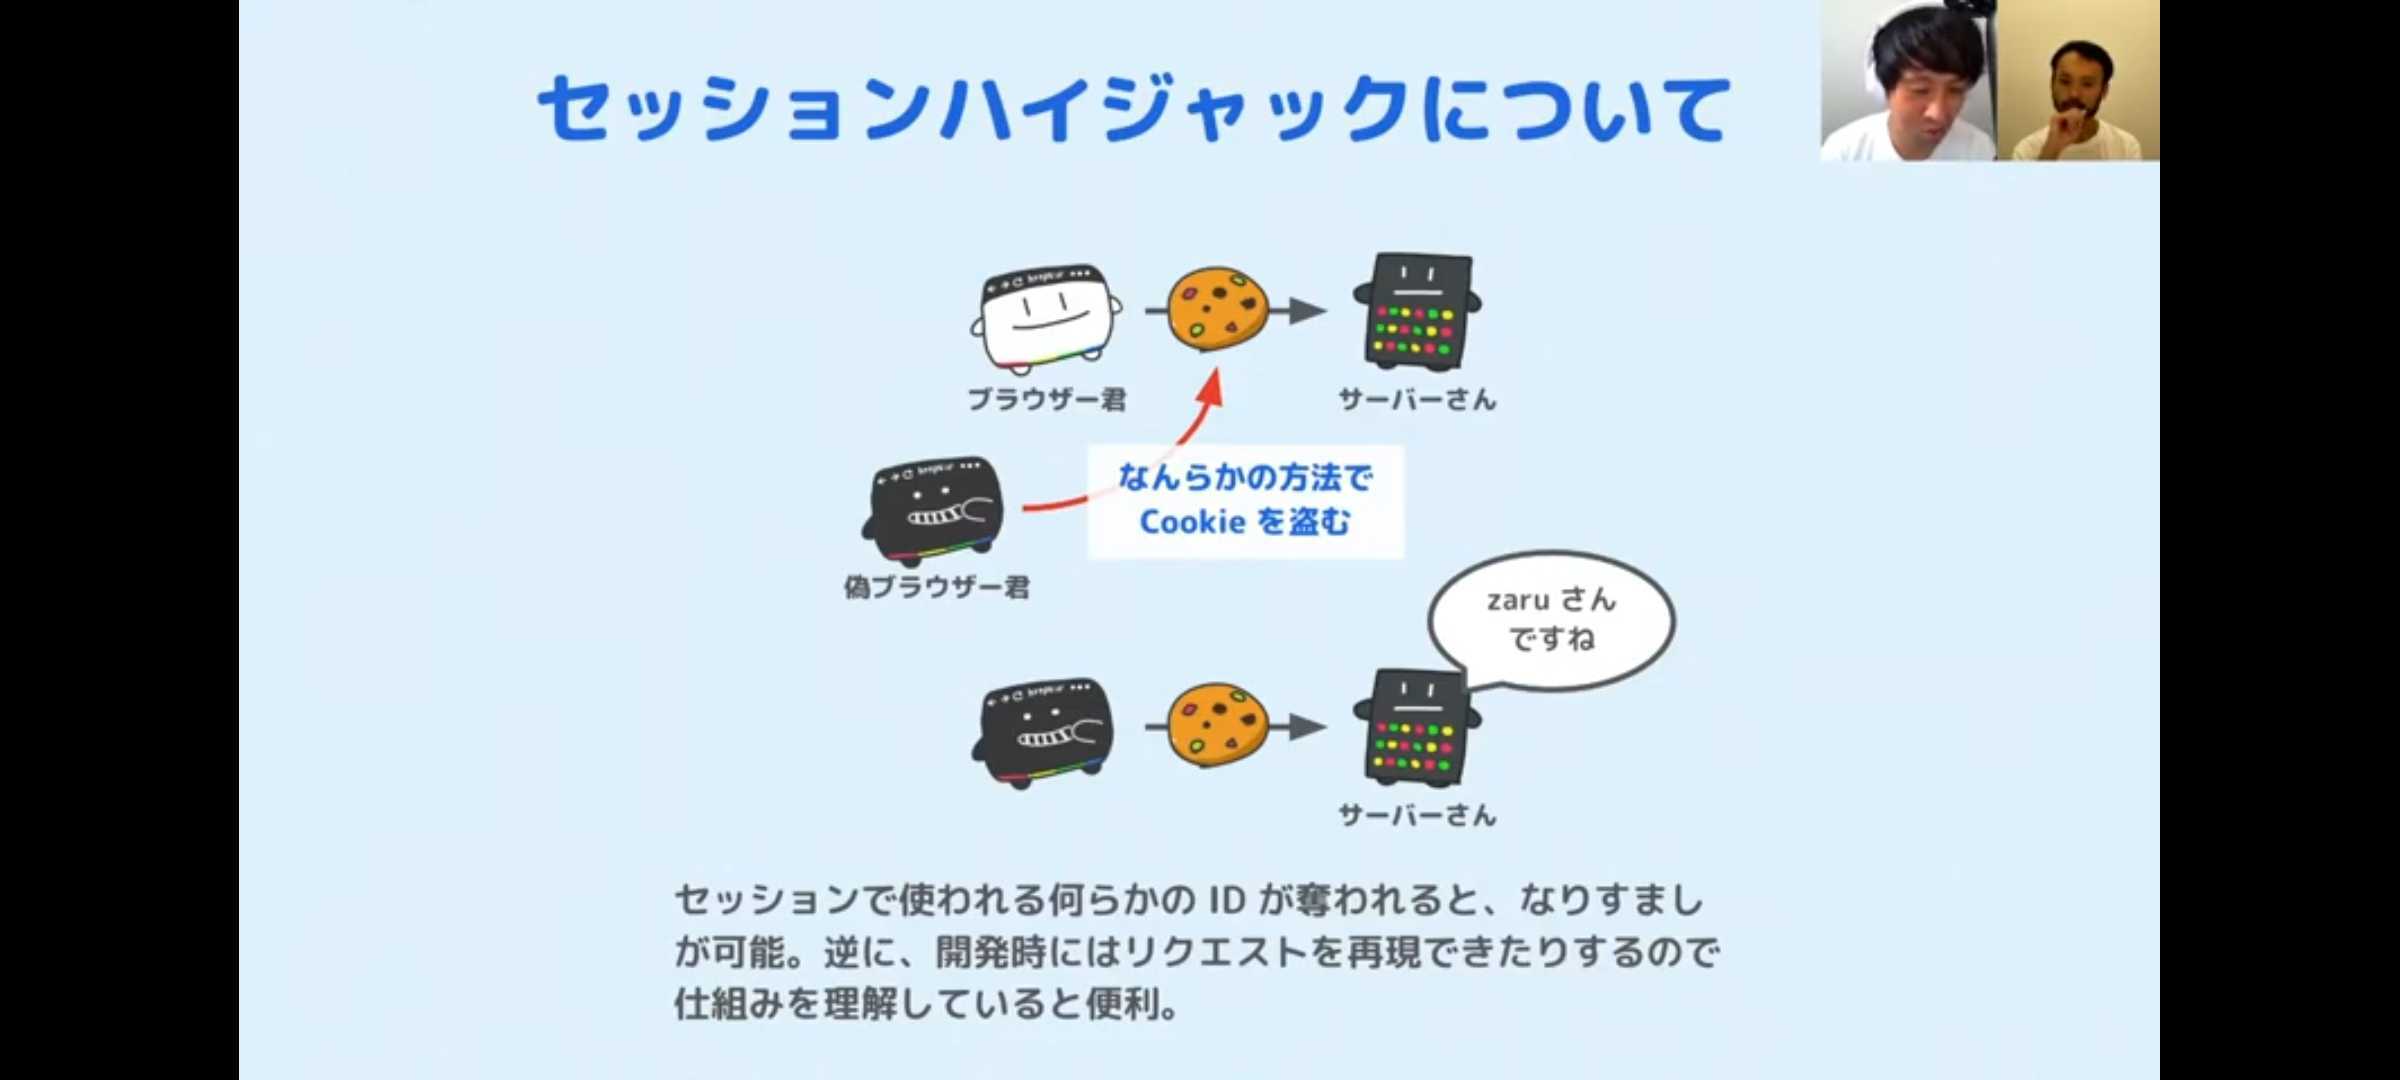 セッションハイジャックについて
ブラウザー君
サーバーさん
なんらかの方法で
Cookie を盗む
偽ブラウザー君
zaru さん
ですね
サーバーさん
セッションで使われる何らかの ID が奪われると、なりすまし
が可能。逆に、開発時にはリクエストを再現できたりするので
仕組みを理解していると便利。